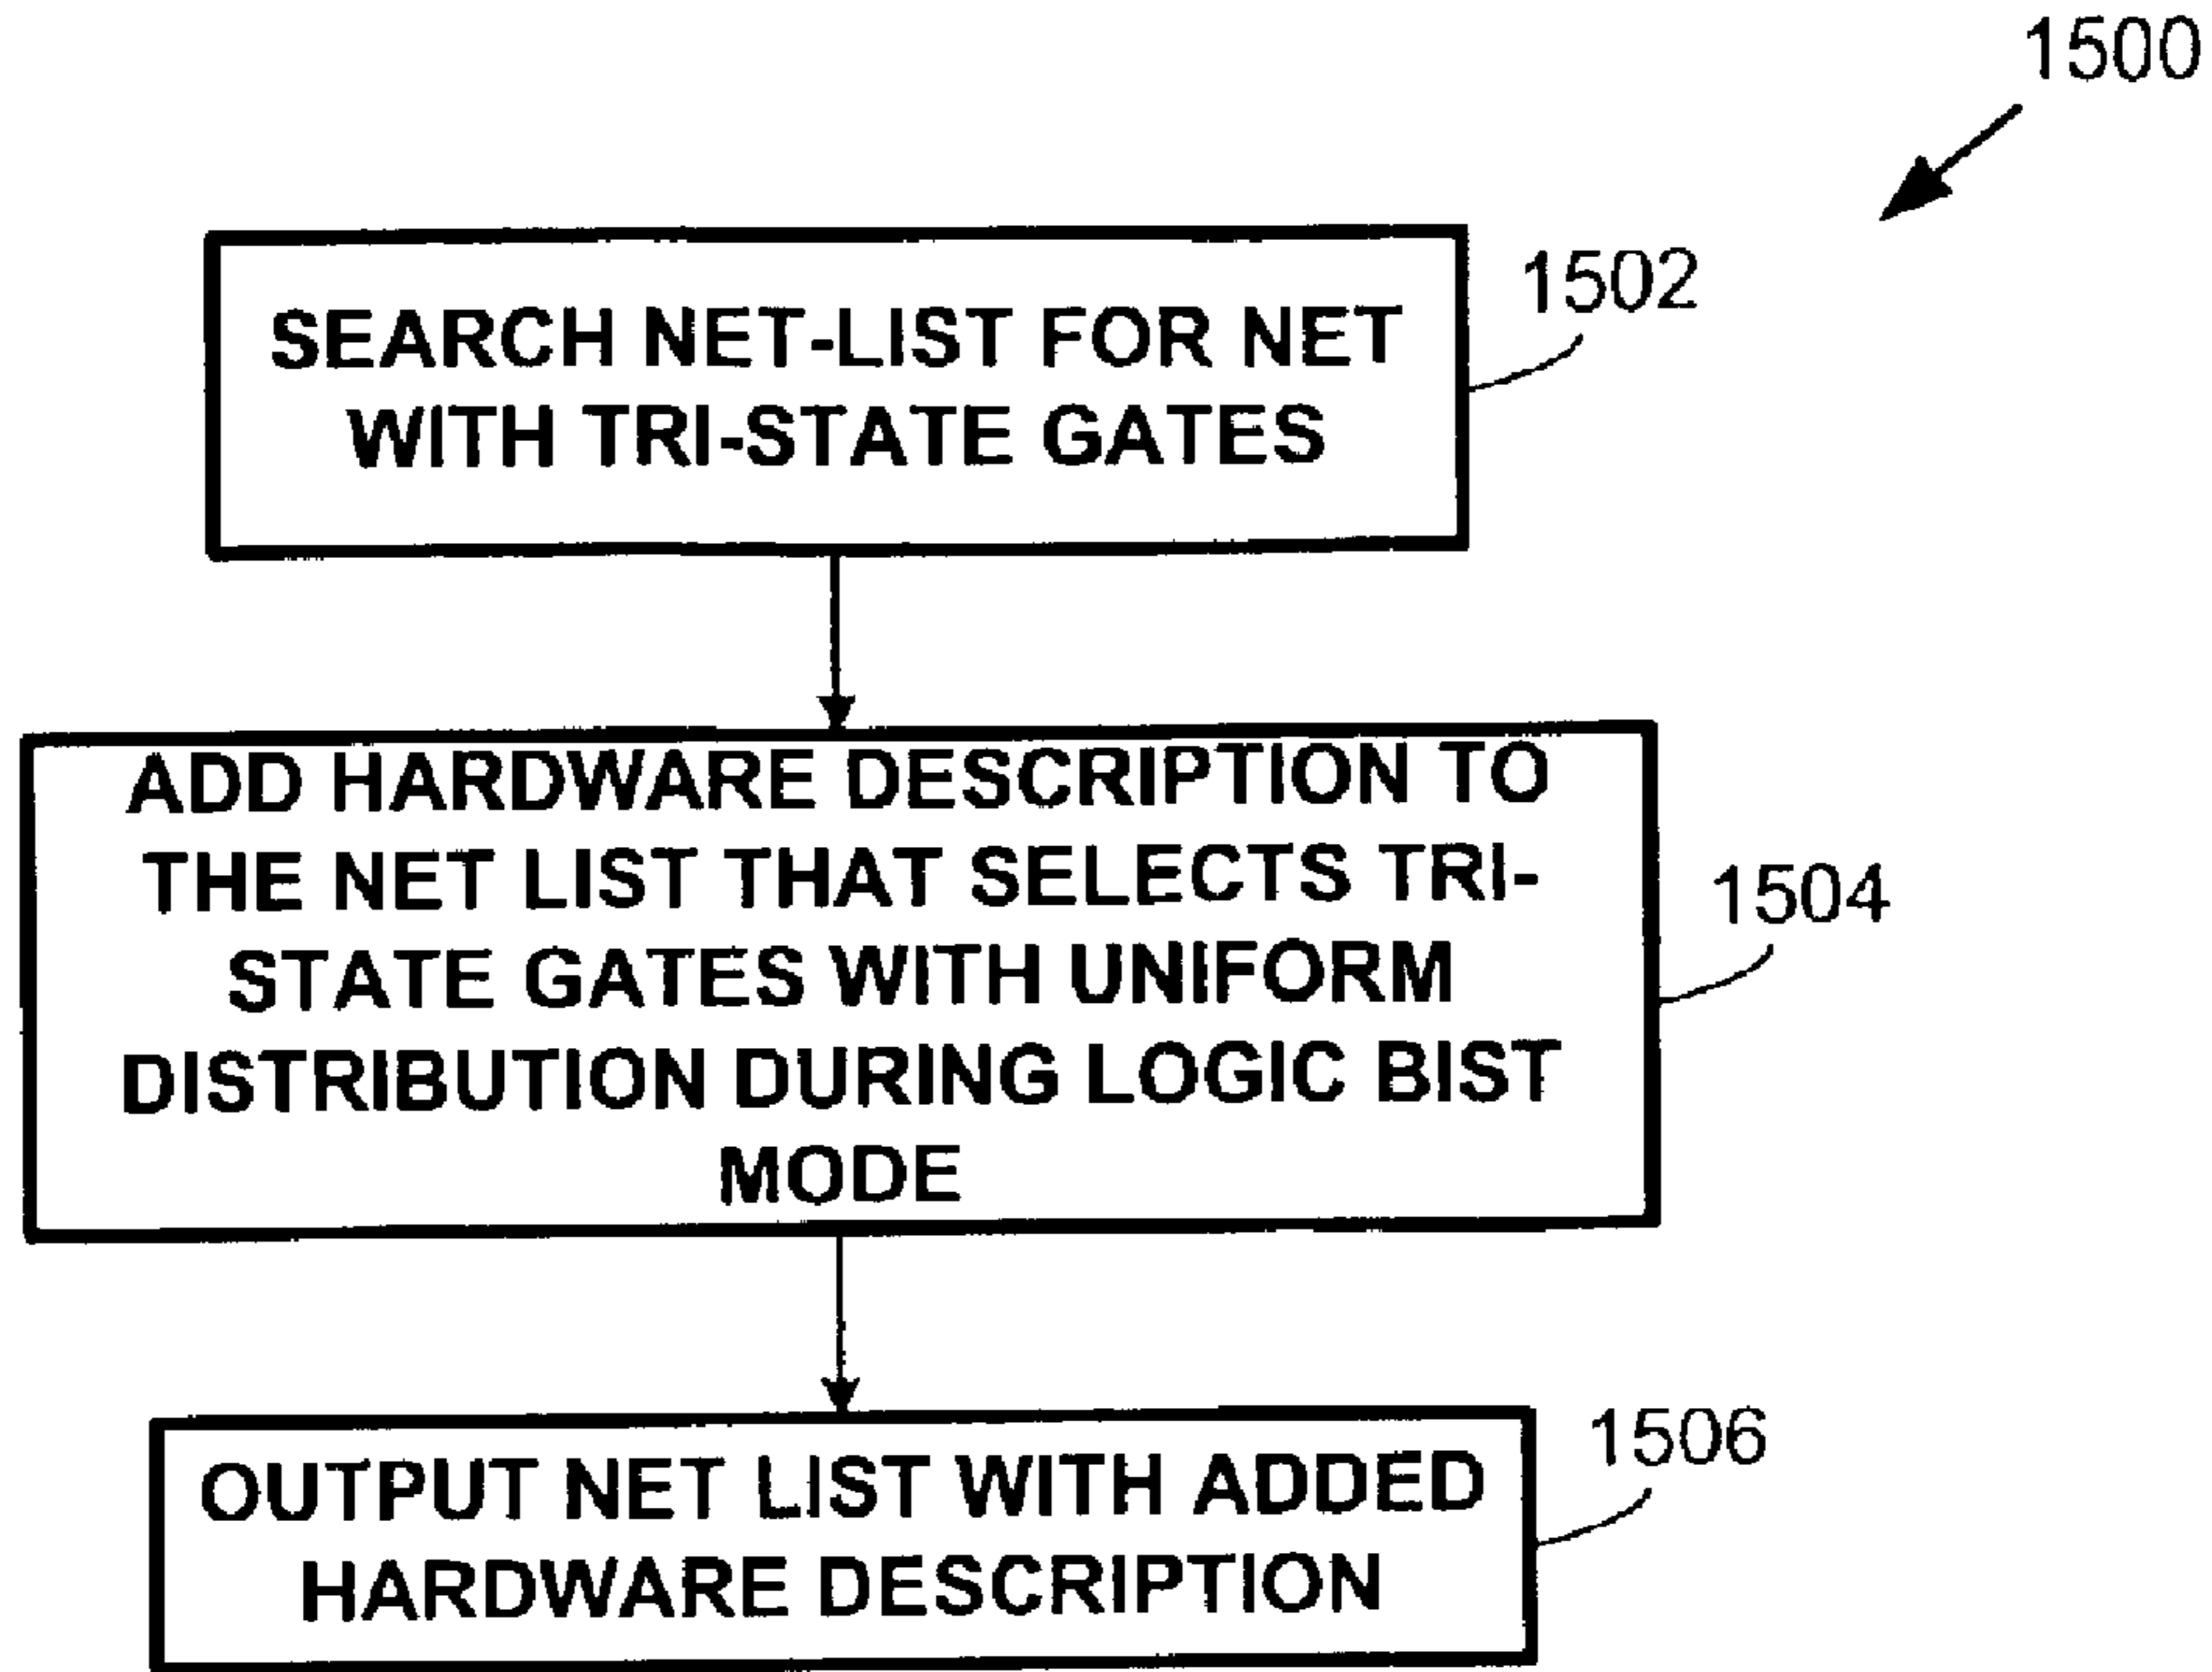 1500
1502
SEARCH NET-LIST FOR NET
WITH TRI-STATE GATES
ADD HARDWARE DESCRIPTION TO
THE NET LIST THAT SELECTS TRI-
STATE GATES WITH UNIFORM
DISTRIBUTION DURING LOGIC BIST
MODE
1504
1506
OUTPUT NET LIST WITH ADDED
HARDWARE DESCRIPTION